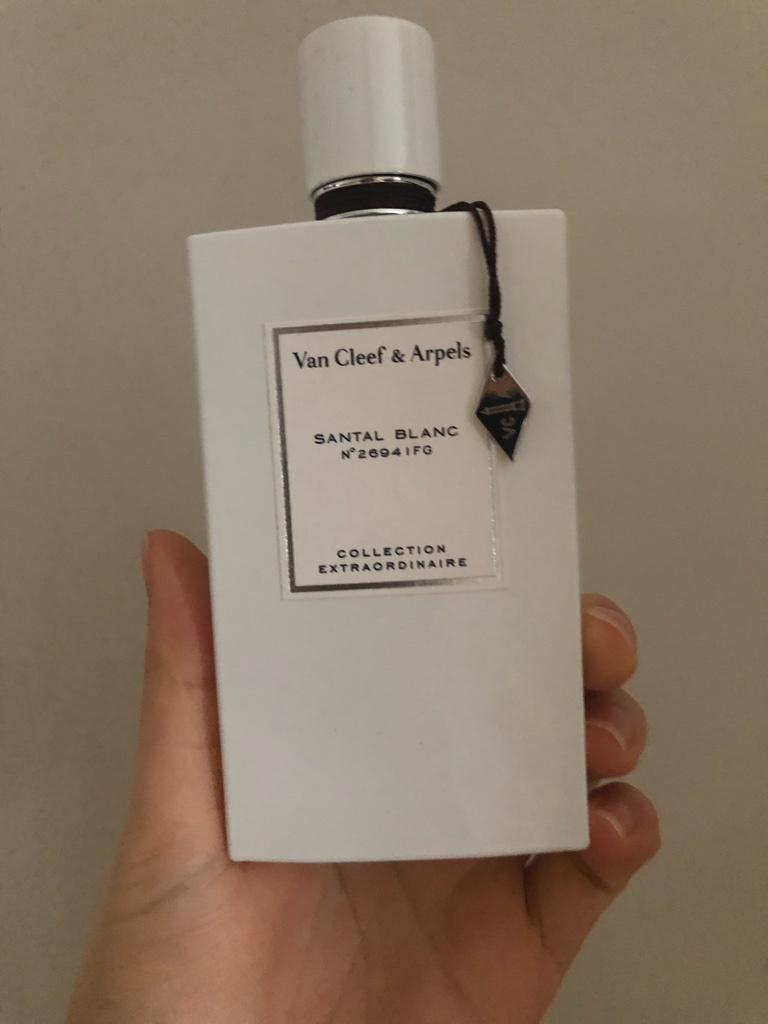 Van Cleef & Arpels
SANTAL BLANC
N°26941FG
COLLECTION
EXTRAORDINAIRE